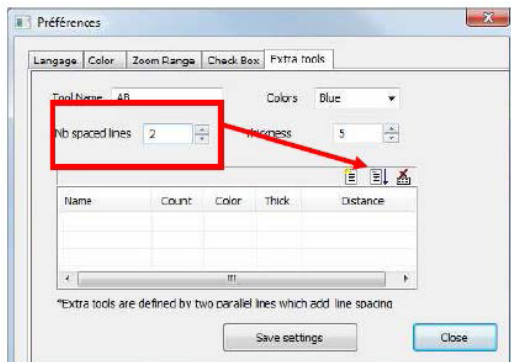 Préférences
Langage Color Zoom Range Check Box Extra tools
Tool Name AB Colors Blue
Nb spaced lines 2 Thickness 5
Name Count Color Thick Distance
*Extra tools are defined by two parallel lines which add line spacing
Save settings Close